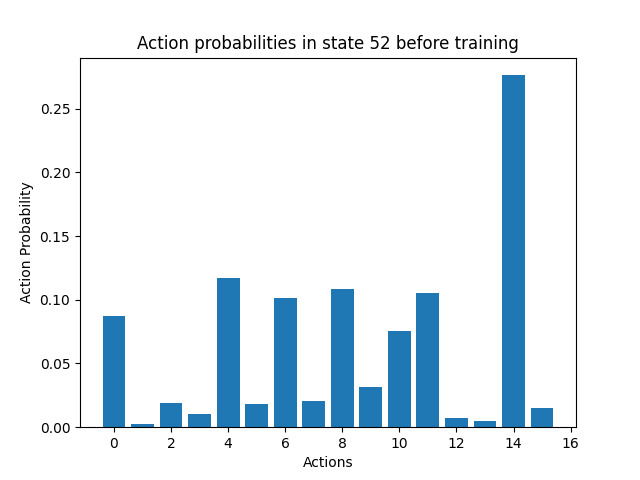 Action probabilities in state 52 before training
Action Probability
0.25
0.20
0.15
0.10
0.05
0.00
0 2 4 6 8 10 12 14 16
Actions